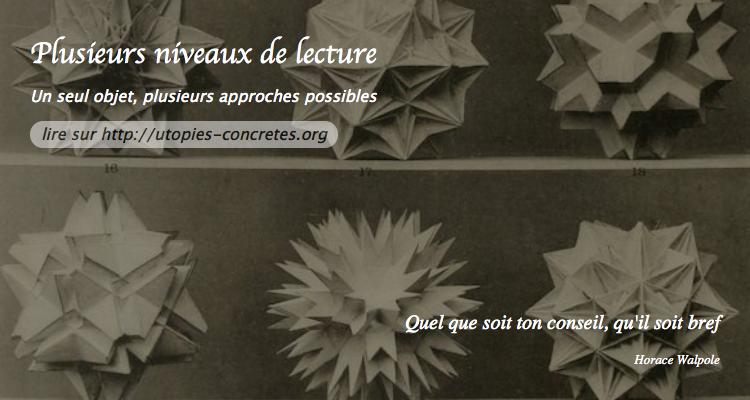 Plusieurs niveaux de lecture
Un seul objet, plusieurs approches possibles
lire sur http://utopies-concretes.org
16
17.
18
Quel que soit ton conseil, qu'il soit bref
Horace Walpole